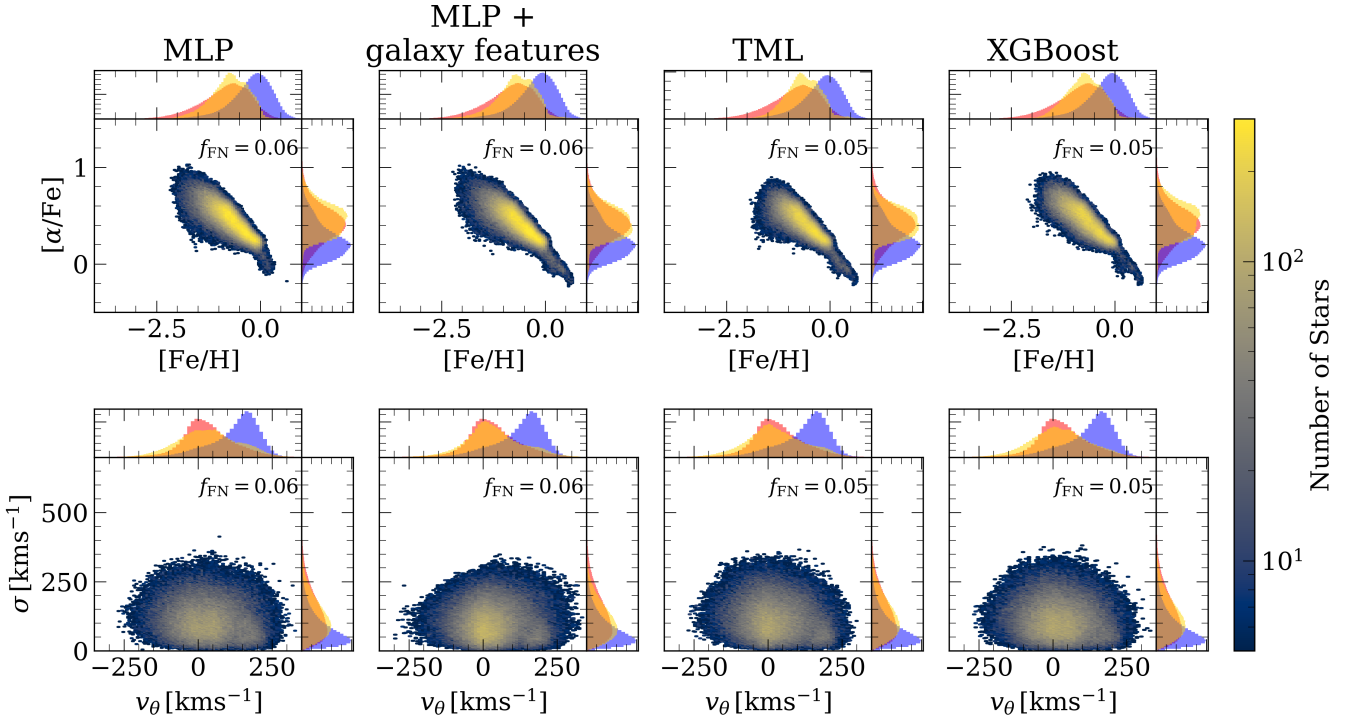 MLP
MLP +
galaxy features
TML
XGBoost
f_FN = 0.06
f_FN = 0.06
f_FN = 0.05
f_FN = 0.05
[α/Fe]
1
0
−2.5 0.0
−2.5 0.0
−2.5 0.0
−2.5 0.0
[Fe/H]
[Fe/H]
[Fe/H]
[Fe/H]
f_FN = 0.06
f_FN = 0.06
f_FN = 0.05
f_FN = 0.05
σ [kms⁻¹]
500
250
0
−250 0 250
−250 0 250
−250 0 250
−250 0 250
v_θ [kms⁻¹]
v_θ [kms⁻¹]
v_θ [kms⁻¹]
v_θ [kms⁻¹]
10²
10¹
Number of Stars